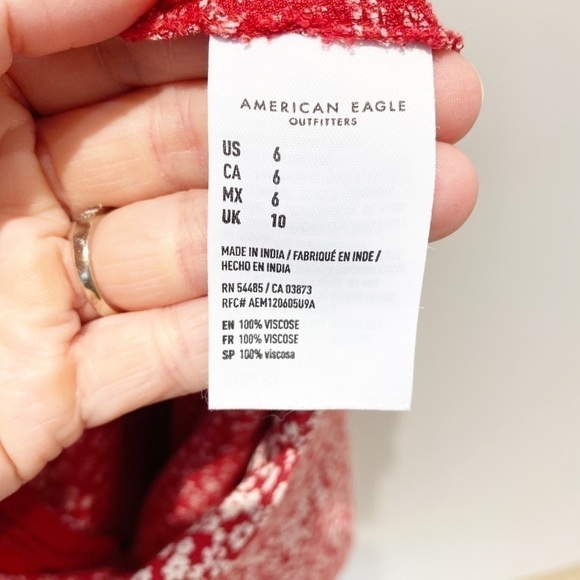 AMERICAN EAGLE
OUTFITTERS
US 6
CA 6
MX 6
UK 10
MADE IN INDIA / FABRIQUÉ EN INDE /
HECHO EN INDIA
RN 54485 / CA 03873
RFC# AEM120605U9A
EN 100% VISCOSE
FR 100% VISCOSE
SP 100% viscosa